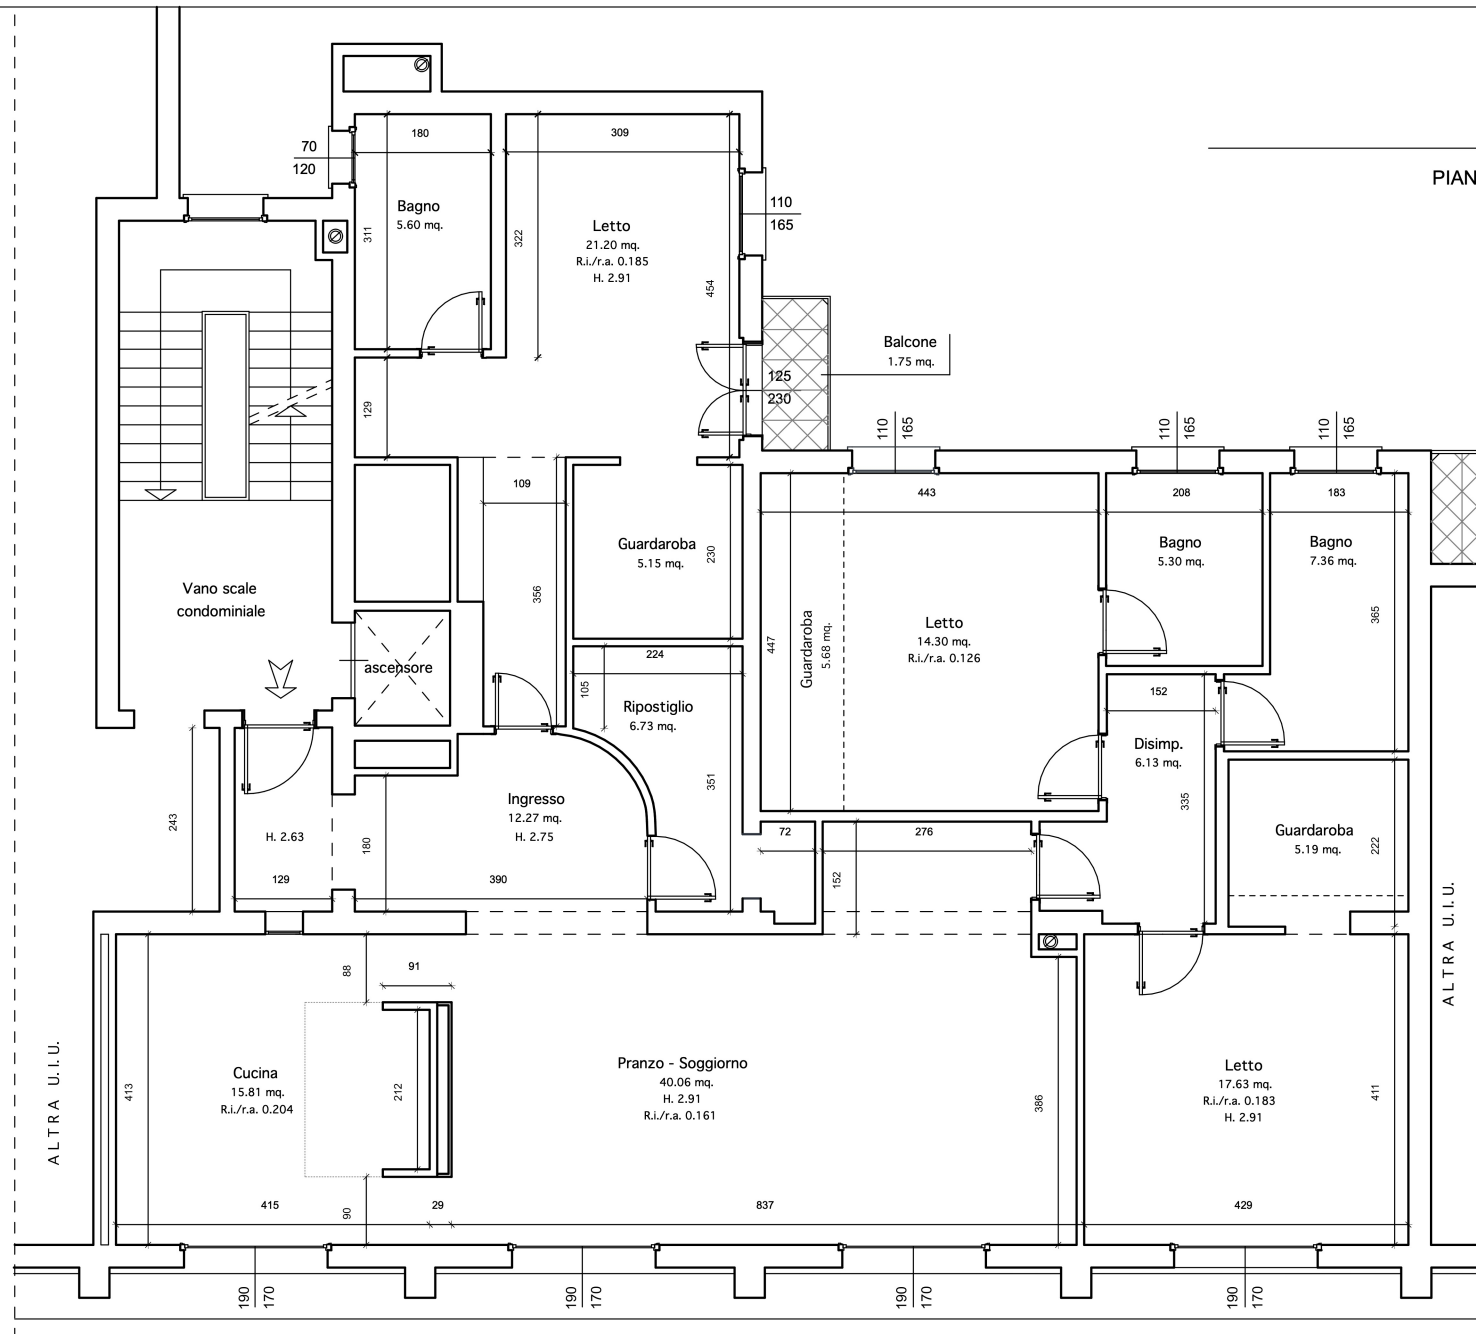 180
309
70
120
Bagno
5.60 mq.
311
322
Letto
21.20 mq.
R.i./r.a. 0.185
H. 2.91
454
110
165
PIAN
129
125
230
Balcone
1.75 mq.
109
356
Guardaroba
5.15 mq.
230
110
165
110
165
110
165
443
208
183
Guardaroba
5.68 mq.
447
Letto
14.30 mq.
R.i./r.a. 0.126
Bagno
5.30 mq.
Bagno
7.36 mq.
365
Vano scale
condominiale
ascensore
224
105
Ripostiglio
6.73 mq.
351
152
Disimp.
6.13 mq.
335
243
H. 2.63
129
180
Ingresso
12.27 mq.
H. 2.75
390
72
276
152
Guardaroba
5.19 mq.
222
ALTRA U.I.U.
413
88
91
212
Cucina
15.81 mq.
R.i./r.a. 0.204
Pranzo - Soggiorno
40.06 mq.
H. 2.91
R.i./r.a. 0.161
386
Letto
17.63 mq.
R.i./r.a. 0.183
H. 2.91
411
ALTRA U.I.U.
415
90
29
837
429
190
170
190
170
190
170
190
170